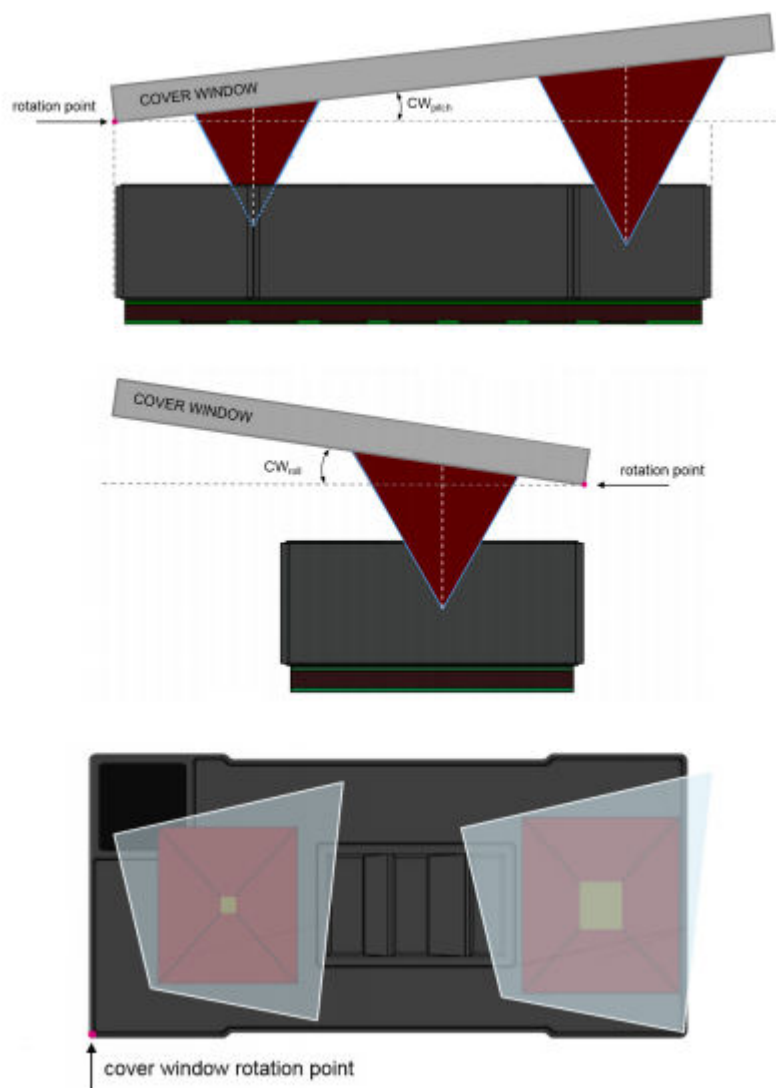 COVER WINDOW
CWpitch
rotation point
COVER WINDOW
CWroll
rotation point
cover window rotation point